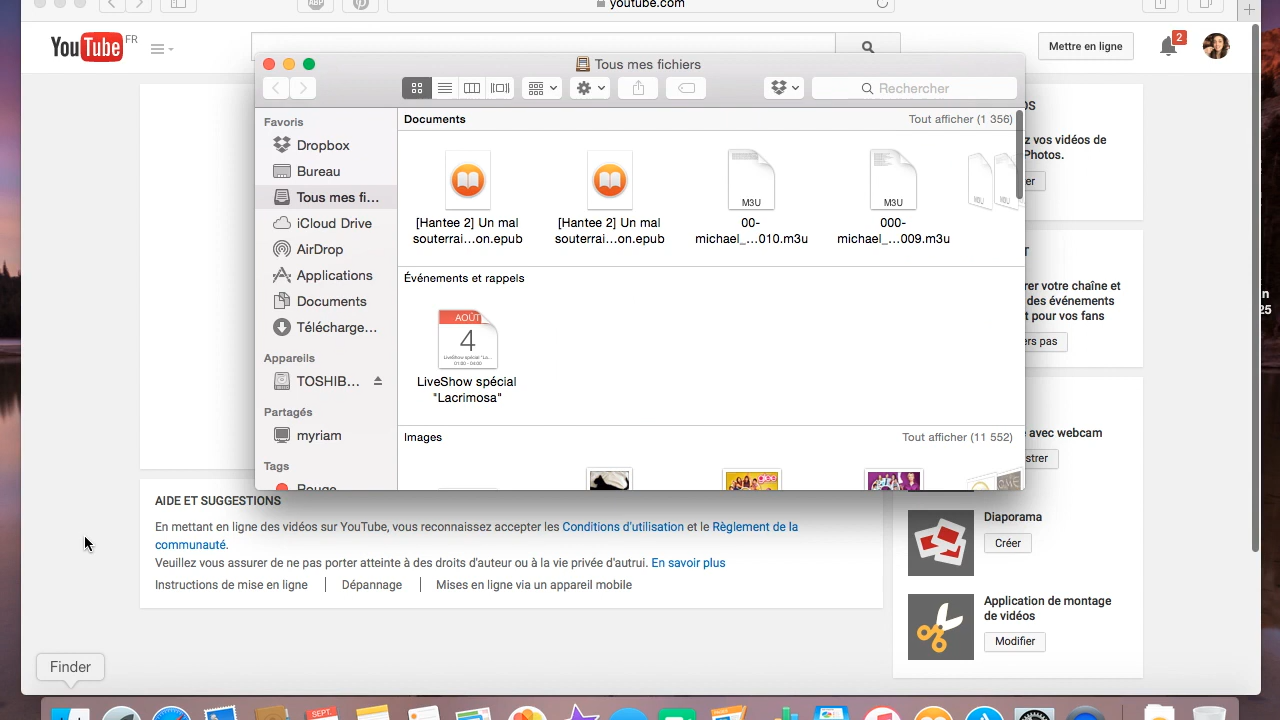 youtube.com
YouTube FR
Mettre en ligne
2
Tous mes fichiers
Rechercher
Favoris
Dropbox
Bureau
Tous mes fi...
iCloud Drive
AirDrop
Applications
Documents
Télécharge...
Appareils
TOSHIB...
Partagés
myriam
Tags
Rouge
Documents
Tout afficher (1 356)
M3U
M3U
[Hantee 2] Un mal
souterrai...on.epub
[Hantee 2] Un mal
souterrai...on.epub
00-
michael_...010.m3u
000-
michael_...009.m3u
Événements et rappels
AOÛT
4
LiveShow spécial
"Lacrimosa"
Images
Tout afficher (11 552)
z vos vidéos de
Photos.
er
rer votre chaîne et
des événements
t pour vos fans
ers pas
avec webcam
strer
Diaporama
Créer
Application de montage
de vidéos
Modifier
AIDE ET SUGGESTIONS
En mettant en ligne des vidéos sur YouTube, vous reconnaissez accepter les Conditions d'utilisation et le Règlement de la
communauté.
Veuillez vous assurer de ne pas porter atteinte à des droits d'auteur ou à la vie privée d'autrui. En savoir plus
Instructions de mise en ligne
Dépannage
Mises en ligne via un appareil mobile
Finder
SEPT.